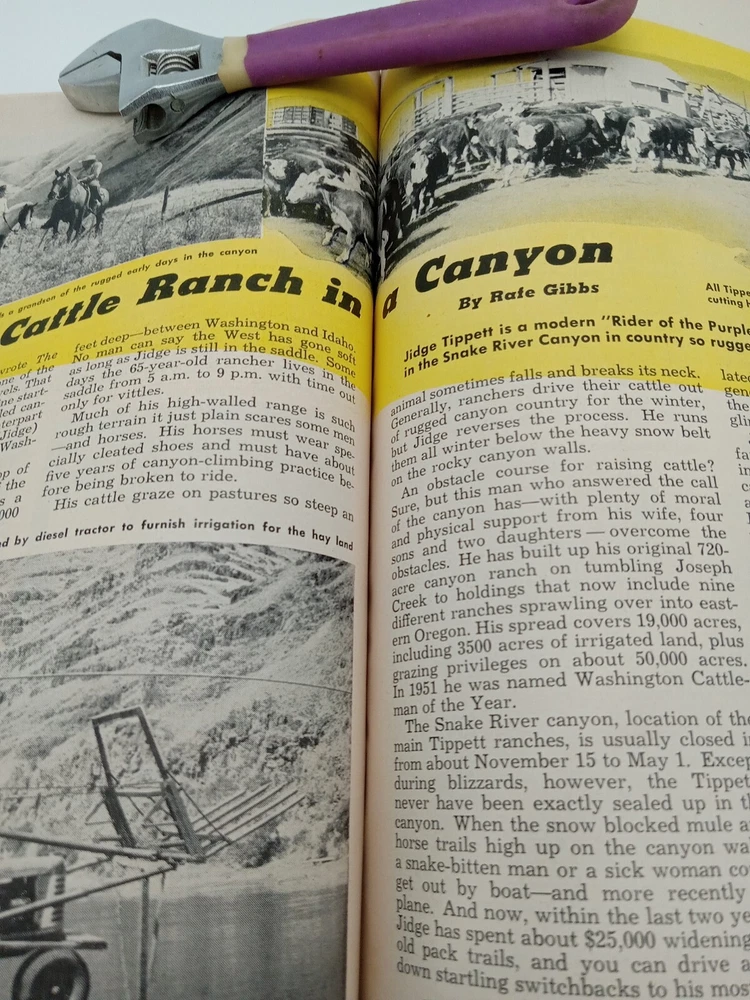 s a grandson of the rugged early days in the canyon
Cattle Ranch in a Canyon
By Rafe Gibbs
All Tippe
cutting
Jidge Tippett is a modern "Rider of the Purple
in the Snake River Canyon in country so rugge
wrote The
one of the
vels. That
ne start-
led can-
terpart
Jidge)
Wash-
op of
the
s a
000
feet deep—between Washington and Idaho.
No man can say the West has gone soft
as long as Jidge is still in the saddle. Some
days the 65-year-old rancher lives in the
saddle from 5 a.m. to 9 p.m. with time out
only for vittles.
Much of his high-walled range is such
rough terrain it just plain scares some men
—and horses. His horses must wear spe-
cially cleated shoes and must have about
five years of canyon-climbing practice be-
fore being broken to ride.
His cattle graze on pastures so steep an
ed by diesel tractor to furnish irrigation for the hay land
animal sometimes falls and breaks its neck.
Generally, ranchers drive their cattle out
of rugged canyon country for the winter,
but Jidge reverses the process. He runs
them all winter below the heavy snow belt
on the rocky canyon walls.
An obstacle course for raising cattle?
Sure, but this man who answered the call
of the canyon has—with plenty of moral
and physical support from his wife, four
sons and two daughters—overcome the
obstacles. He has built up his original 720-
acre canyon ranch on tumbling Joseph
Creek to holdings that now include nine
different ranches sprawling over into east-
ern Oregon. His spread covers 19,000 acres,
including 3500 acres of irrigated land, plus
grazing privileges on about 50,000 acres.
In 1951 he was named Washington Cattle-
man of the Year.
The Snake River canyon, location of the
main Tippett ranches, is usually closed i
from about November 15 to May 1. Excep
during blizzards, however, the Tippet
never have been exactly sealed up in t
canyon. When the snow blocked mule a
horse trails high up on the canyon wa
a snake-bitten man or a sick woman co
get out by boat—and more recently
plane. And now, within the last two ye
Jidge has spent about $25,000 widening
old pack trails, and you can drive a
down startling switchbacks to his mos
late
gene
the
gli
fa
in